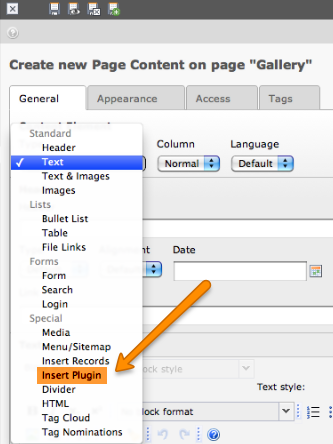 Create new Page Content on page "Gallery"
General Appearance Access Tags
Standard
Header
Column Language
✓ Text
Normal Default
Text & Images
Images
Lists
Bullet List
Table
Date
File Links
Forms
Form
Search
Login
Special
Media
Menu/Sitemap
Insert Records
ock style
Insert Plugin
Divider
Text style:
HTML
ock format
Tag Cloud
Tag Nominations